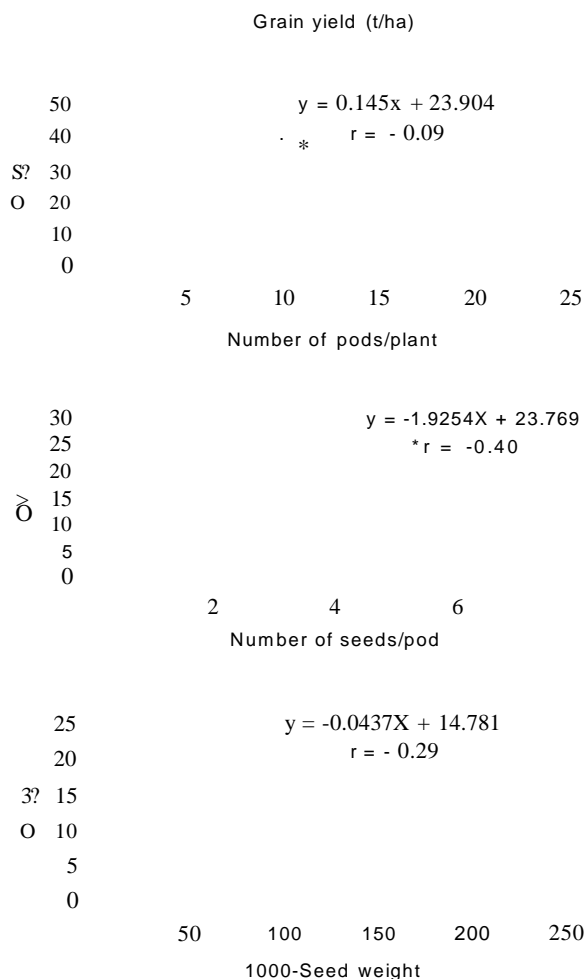 Grain yield (t/ha)
50
y = 0.145x + 23.904
40
. * r = - 0.09
S? 30
O 20
10
0
5 10 15 20 25
Number of pods/plant
30
y = -1.9254X + 23.769
25
*r = -0.40
20
> 15
O 10
5
0
2 4 6
Number of seeds/pod
25
y = -0.0437X + 14.781
20
r = - 0.29
3? 15
O 10
5
0
50 100 150 200 250
1000-Seed weight